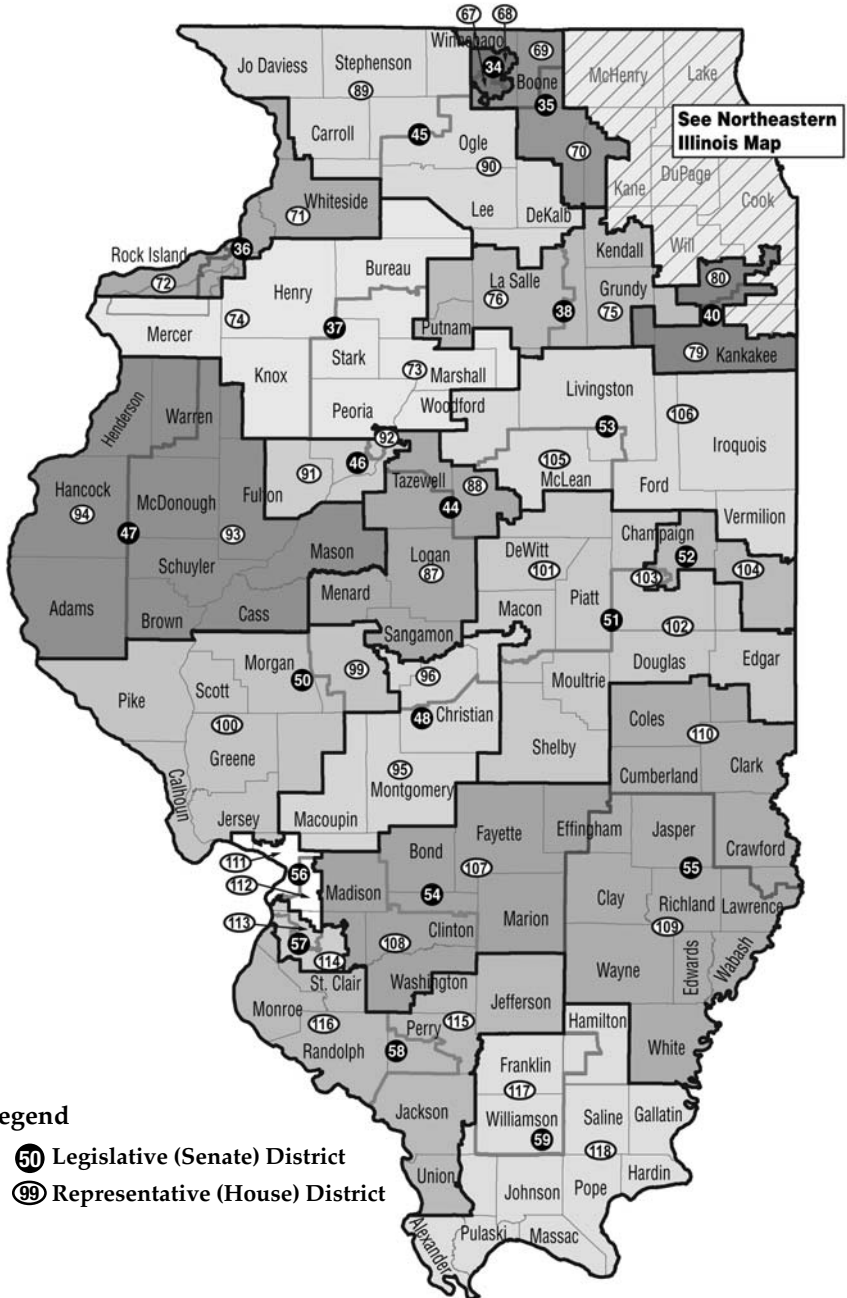 67 68
Winnebago 69
Jo Daviess Stephenson 34
McHenry Lake
89 Boone
35
See Northeastern
Illinois Map
Carroll 45
Ogle
70
90 DuPage
Kane Cook
Whiteside
71 Lee DeKalb
Will
Rock Island 36 Kendall
Bureau
72 La Salle 80
Henry 76 Grundy
74 38 75 40
Mercer 37 Putnam
79
Stark Kankakee
73
Knox Marshall
Livingston
Peoria Woodford 106
Henderson Warren 53
92 Iroquois
91 46 105
Hancock Tazewell 88 McLean
94 McDonough Fulton Ford
44 Vermilion
47 93 Champaign
Mason DeWitt 52
Schuyler Logan 101 103 104
87
Adams Menard Piatt
Brown Cass Macon 51 102
Sangamon
Morgan 99 96 Douglas Edgar
50 Moultrie
Pike Scott 48 Christian
Coles
100 110
Greene Shelby
95 Clark
Calhoun Montgomery Cumberland
Jersey Macoupin
Fayette Effingham Jasper
111 Bond Crawford
56 107 55
112 Madison 54 Clay
Richland Lawrence
113 Marion 109
57 108 Clinton
114 Wayne Edwards Wabash
St. Clair Washington
Jefferson
Monroe 115
116 Perry Hamilton
Randolph 58 Franklin White
117
Saline Gallatin
Jackson Williamson
59
118
Union Hardin
Johnson Pope
Alexander Pulaski Massac
egend
50 Legislative (Senate) District
99 Representative (House) District